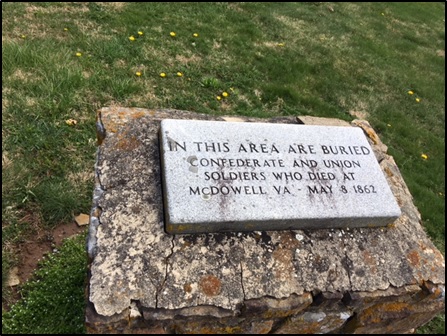 IN THIS AREA ARE BURIED
CONFEDERATE AND UNION
SOLDIERS WHO DIED AT
MCDOWELL VA - MAY 8 1862